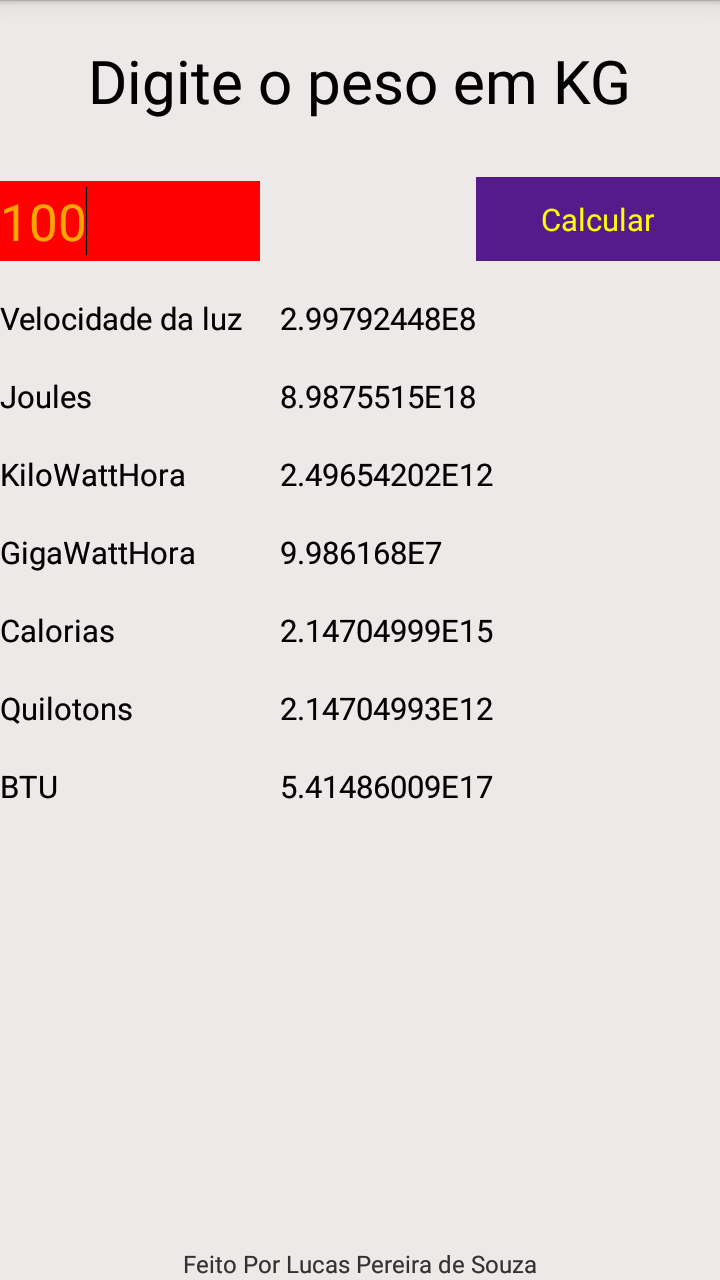 Digite o peso em KG
100
Calcular
Velocidade da luz 2.99792448E8
Joules 8.9875515E18
KiloWattHora 2.49654202E12
GigaWattHora 9.986168E7
Calorias 2.14704999E15
Quilotons 2.14704993E12
BTU 5.41486009E17
Feito Por Lucas Pereira de Souza